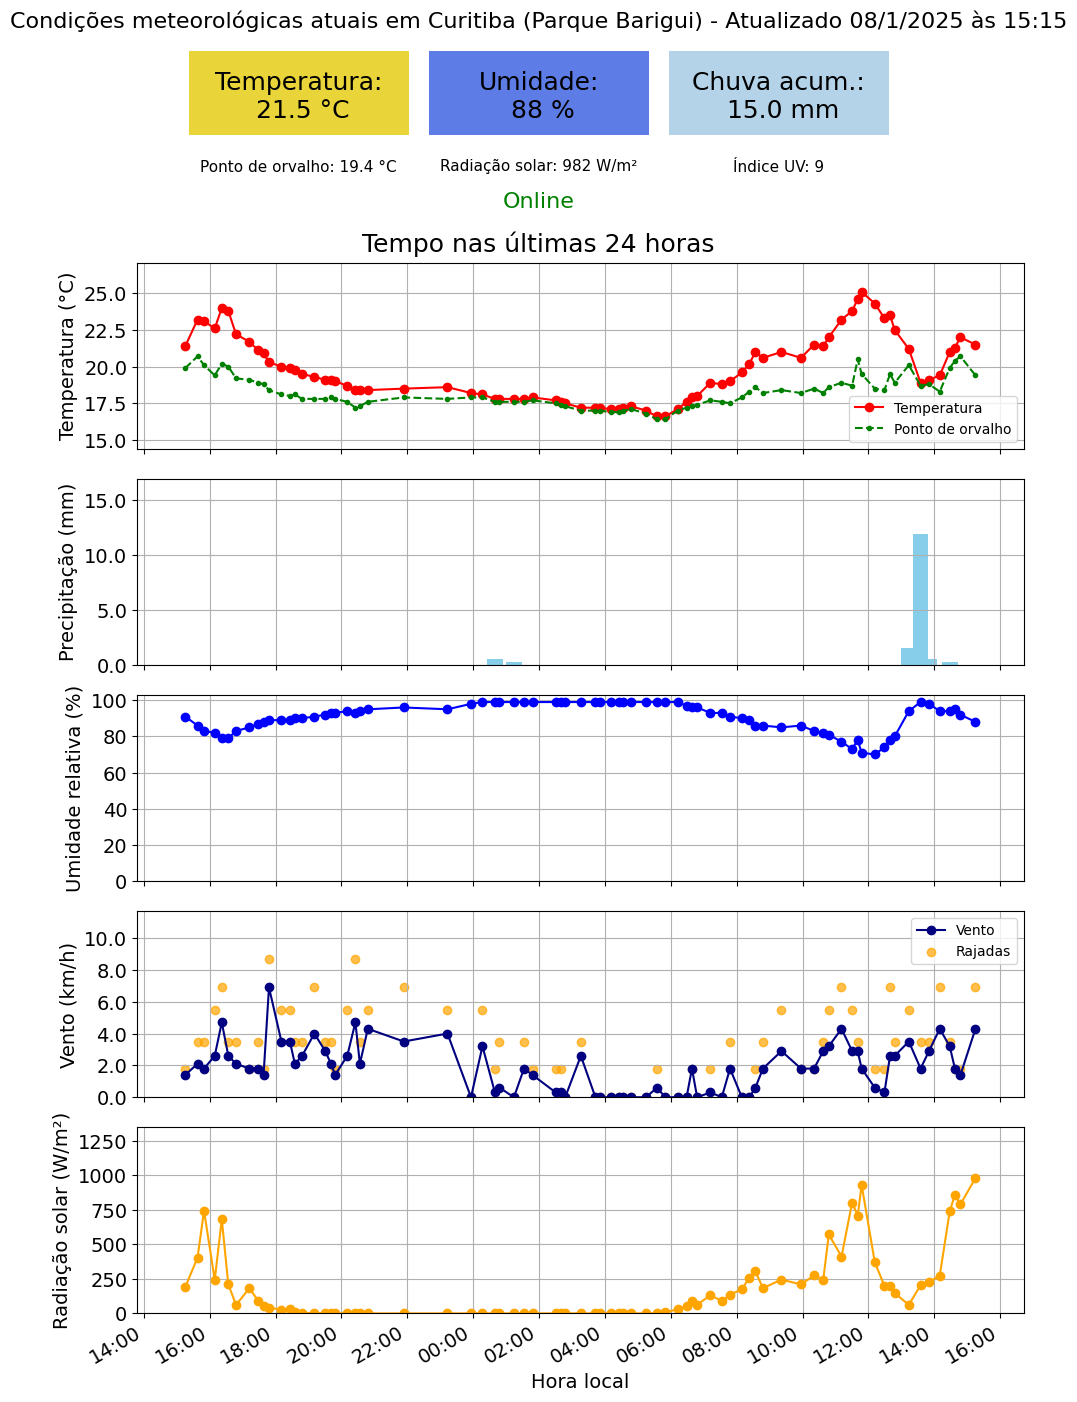 Condições meteorológicas atuais em Curitiba (Parque Barigui) - Atualizado 08/1/2025 às 15:15
Temperatura:
21.5 °C
Umidade:
88 %
Chuva acum.:
15.0 mm
Ponto de orvalho: 19.4 °C
Radiação solar: 982 W/m²
Índice UV: 9
Online
Tempo nas últimas 24 horas
Temperatura (°C)
25.0
22.5
20.0
17.5
15.0
Temperatura
Ponto de orvalho
Precipitação (mm)
15.0
10.0
5.0
0.0
Umidade relativa (%)
100
80
60
40
20
0
Vento (km/h)
10.0
8.0
6.0
4.0
2.0
0.0
Vento
Rajadas
Radiação solar (W/m²)
1250
1000
750
500
250
0
14:00
16:00
18:00
20:00
22:00
00:00
02:00
04:00
06:00
08:00
10:00
12:00
14:00
16:00
Hora local